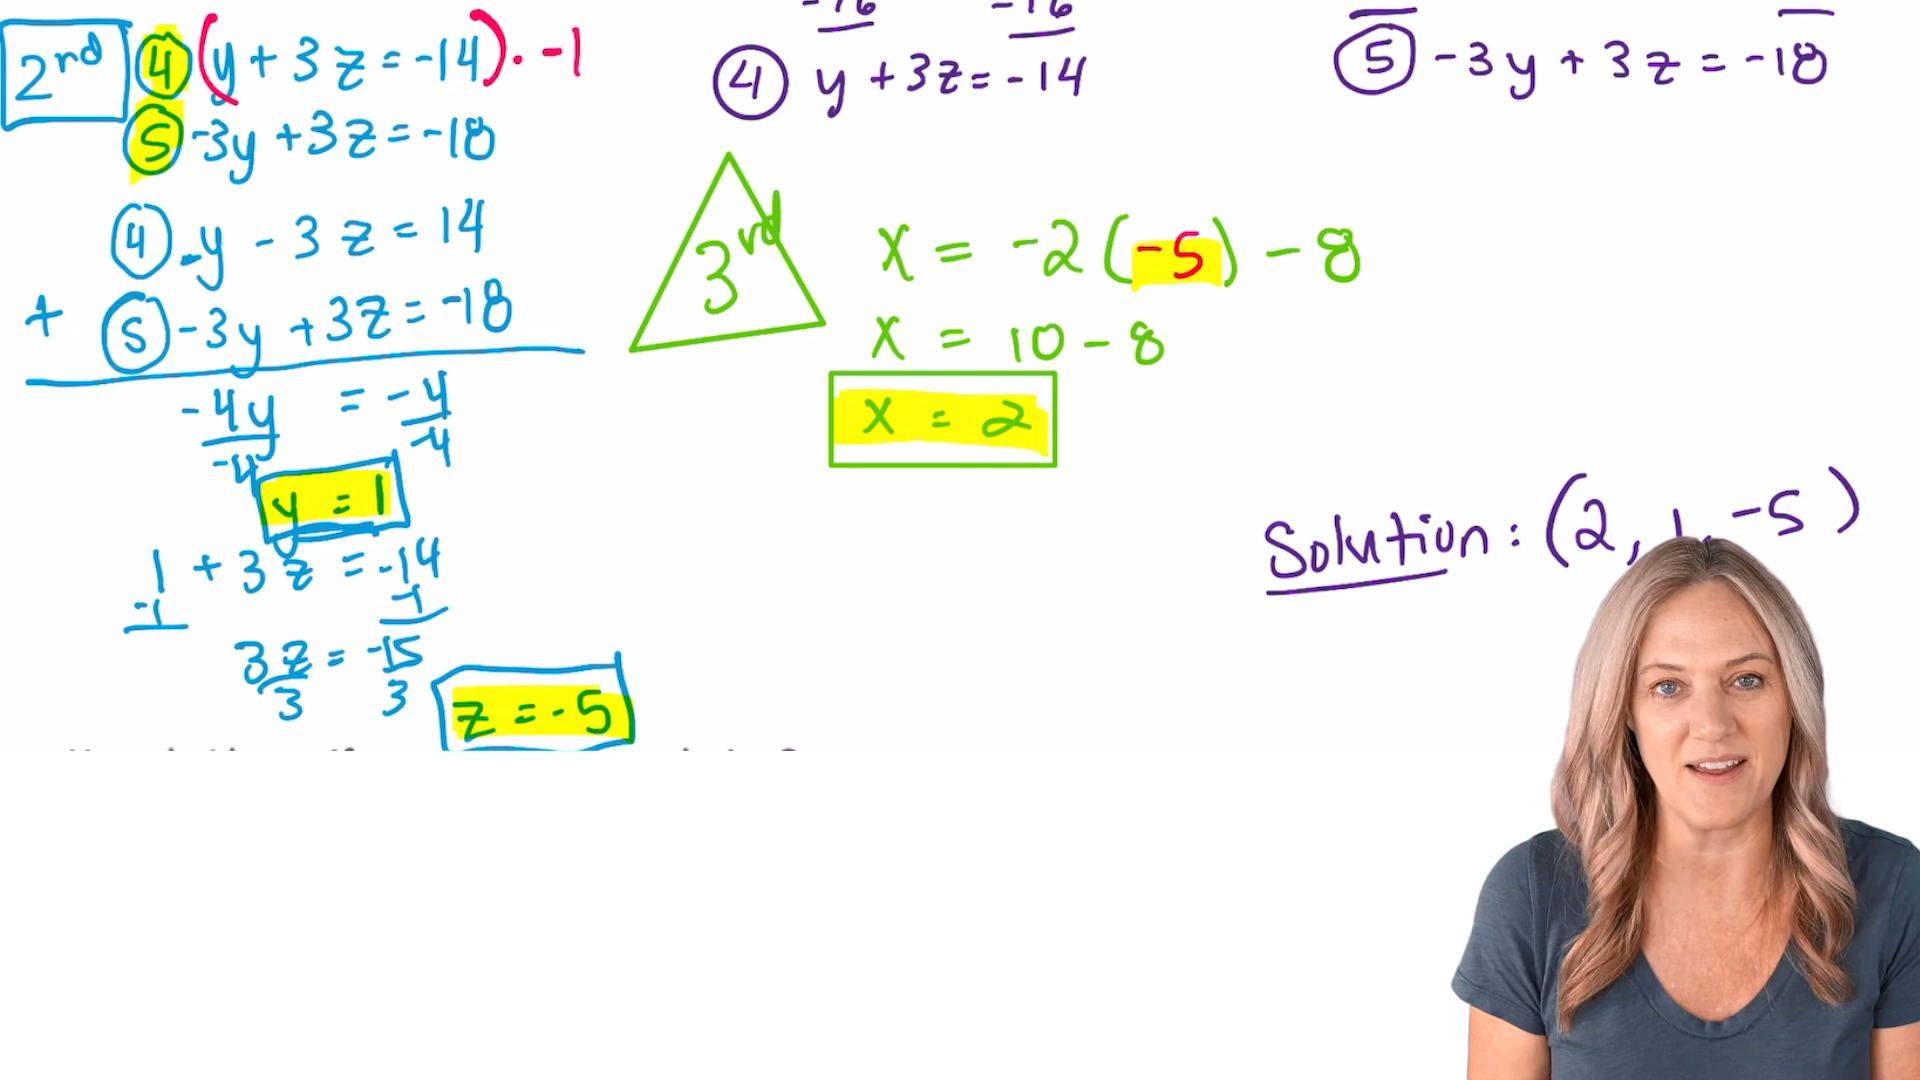 2nd ④ (y + 3z = -14) · -1
⑤ -3y + 3z = -18
④ -y - 3z = 14
+ ⑤ -3y + 3z = -18
-4y = -4
-4 -4
y = 1
1 + 3z = -14
-1 -1
3z = -15
3 3
z = -5
-16 -16
④ y + 3z = -14
⑤ -3y + 3z = -18
3rd
x = -2(-5) - 8
x = 10 - 8
x = 2
Solution: (2, 1, -5)